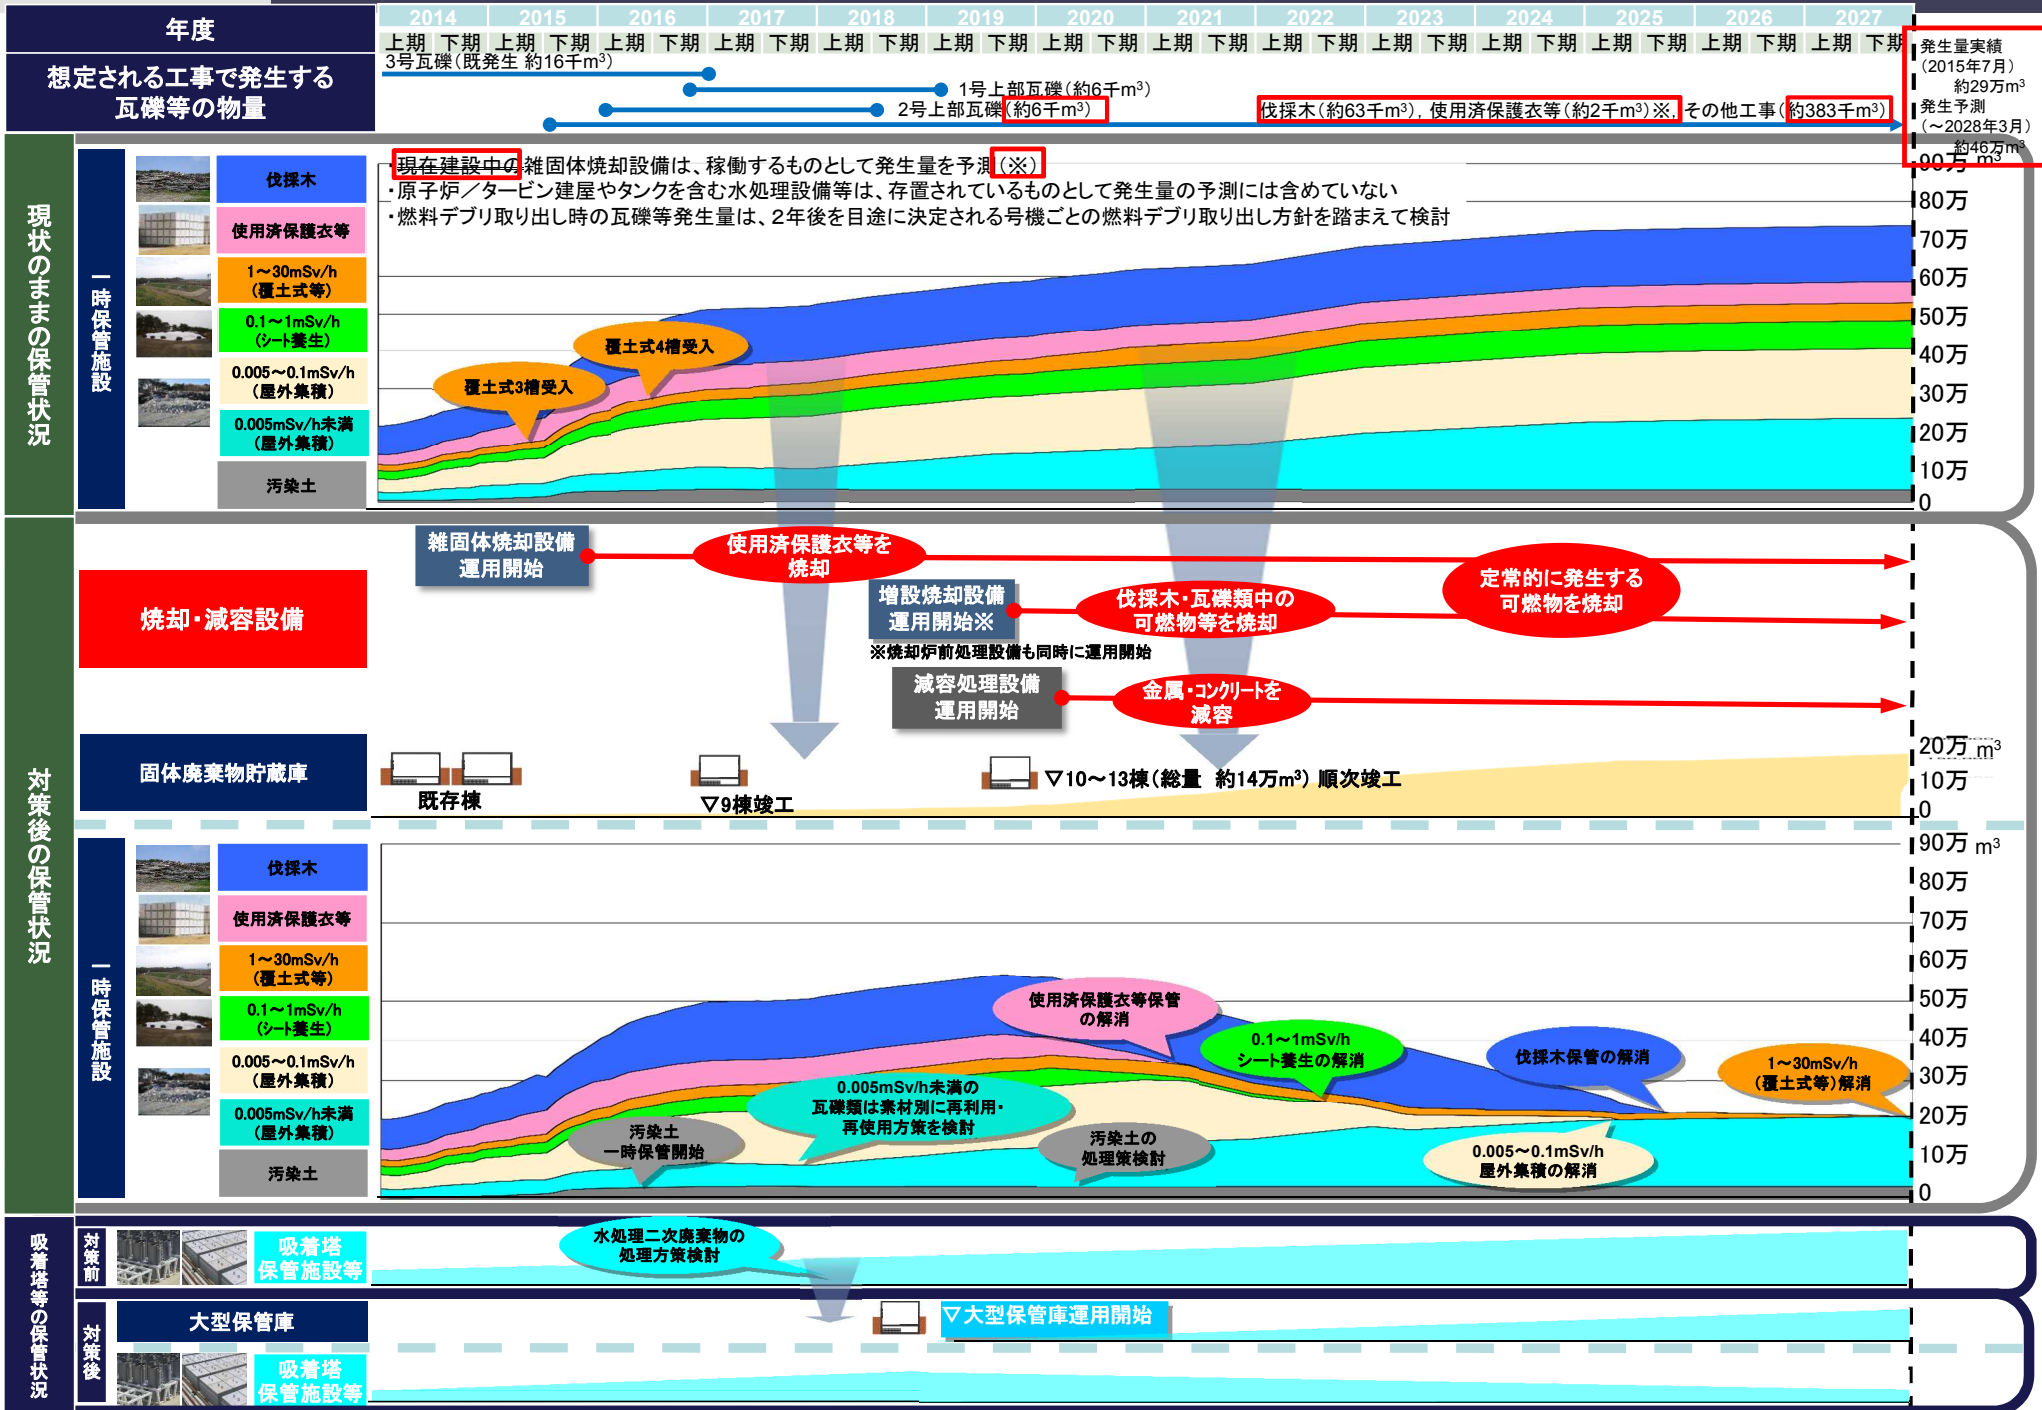 年度
2014 2015 2016 2017 2018 2019 2020 2021 2022 2023 2024 2025 2026 2027
上期 下期 上期 下期 上期 下期 上期 下期 上期 下期 上期 下期 上期 下期 上期 下期 上期 下期 上期 下期 上期 下期 上期 下期 上期 下期 上期 下期
想定される工事で発生する
瓦礫等の物量
3号瓦礫(既発生 約16千m³)
1号上部瓦礫(約6千m³)
2号上部瓦礫(約6千m³)
伐採木(約63千m³), 使用済保護衣等(約2千m³)※, その他工事(約383千m³)
発生量実績
(2015年7月)
約29万m³
発生予測
(~2028年3月)
約46万m³
現状のままの保管状況
一時保管施設
伐採木
使用済保護衣等
1~30mSv/h
(覆土式等)
0.1~1mSv/h
(シート養生)
0.005~0.1mSv/h
(屋外集積)
0.005mSv/h未満
(屋外集積)
汚染土
・現在建設中の雑固体焼却設備は、稼働するものとして発生量を予測(※)
・原子炉/タービン建屋やタンクを含む水処理設備等は、存置されているものとして発生量の予測には含めていない
・燃料デブリ取り出し時の瓦礫等発生量は、2年後を目途に決定される号機ごとの燃料デブリ取り出し方針を踏まえて検討
覆土式3槽受入
覆土式4槽受入
90万 m³
80万
70万
60万
50万
40万
30万
20万
10万
0
対策後の保管状況
焼却・減容設備
雑固体焼却設備
運用開始
使用済保護衣等を
焼却
増設焼却設備
運用開始※
伐採木・瓦礫類中の
可燃物等を焼却
定常的に発生する
可燃物を焼却
※焼却炉前処理設備も同時に運用開始
減容処理設備
運用開始
金属・コンクリートを
減容
固体廃棄物貯蔵庫
既存棟
▽9棟竣工
▽10~13棟(総量 約14万m³) 順次竣工
20万 m³
10万
0
一時保管施設
伐採木
使用済保護衣等
1~30mSv/h
(覆土式等)
0.1~1mSv/h
(シート養生)
0.005~0.1mSv/h
(屋外集積)
0.005mSv/h未満
(屋外集積)
汚染土
使用済保護衣等保管
の解消
0.1~1mSv/h
シート養生の解消
伐採木保管の解消
1~30mSv/h
(覆土式等)解消
0.005mSv/h未満の
瓦礫類は素材別に再利用・
再使用方策を検討
汚染土
一時保管開始
汚染土の
処理策検討
0.005~0.1mSv/h
屋外集積の解消
90万 m³
80万
70万
60万
50万
40万
30万
20万
10万
0
吸着塔等の保管状況
対策前
吸着塔
保管施設等
水処理二次廃棄物の
処理方策検討
対策後
大型保管庫
▽大型保管庫運用開始
吸着塔
保管施設等